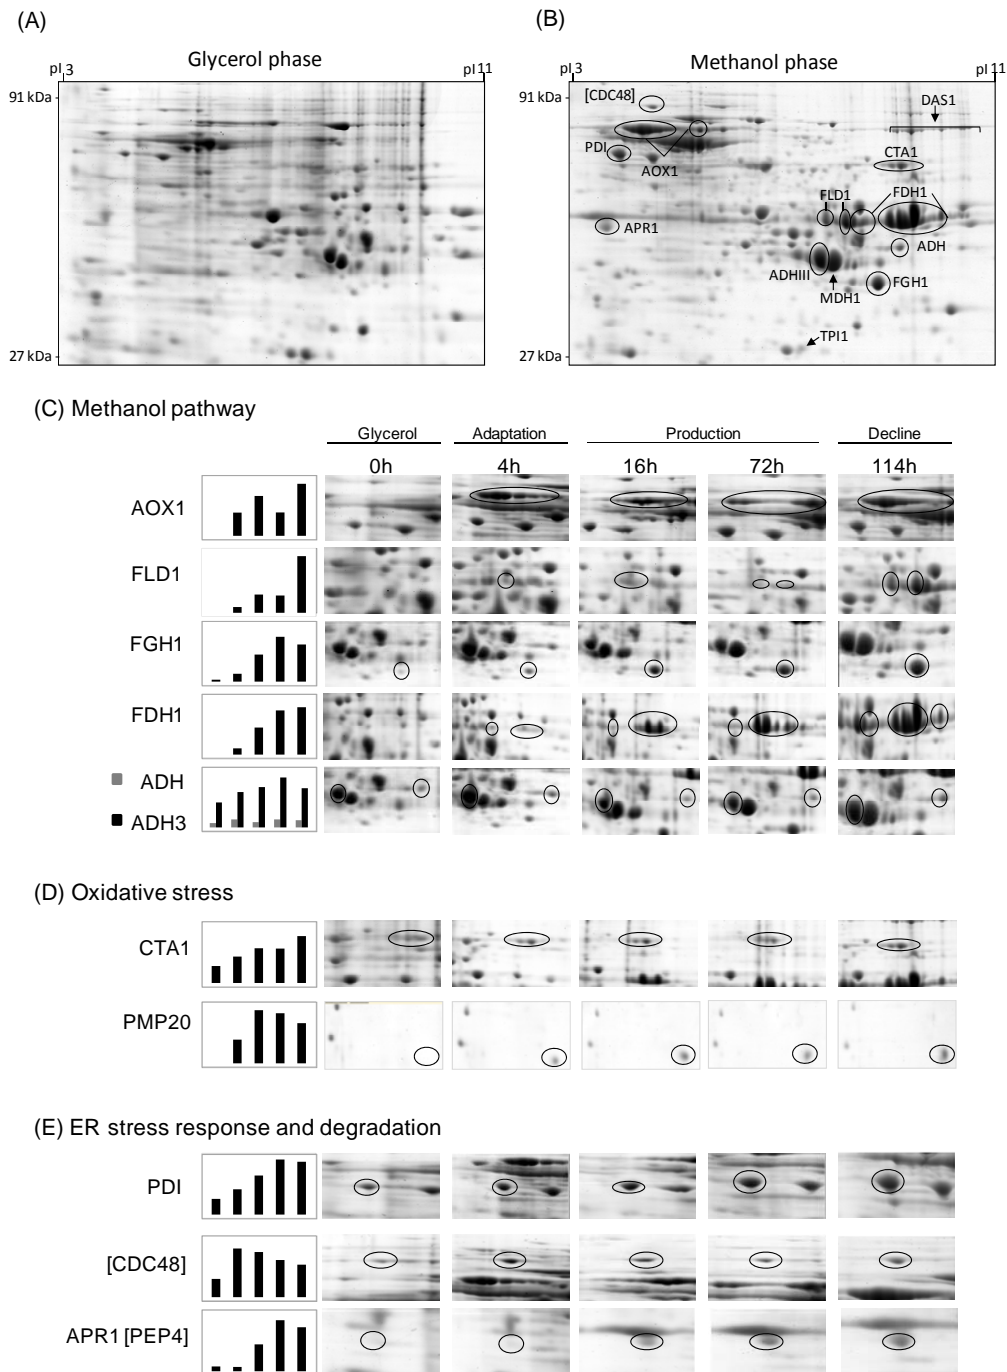 (A)
Glycerol phase
pI 3
pI 11
91 kDa
27 kDa
(B)
Methanol phase
pI 3
pI 11
91 kDa
[CDC48]
DAS1
PDI
AOX1
CTA1
FLD1
FDH1
APR1
ADH
ADHIII
MDH1
FGH1
TPI1
27 kDa
(C) Methanol pathway
Glycerol Adaptation Production Decline
0h 4h 16h 72h 114h
AOX1
FLD1
FGH1
FDH1
ADH
ADH3
(D) Oxidative stress
CTA1
PMP20
(E) ER stress response and degradation
PDI
[CDC48]
APR1 [PEP4]